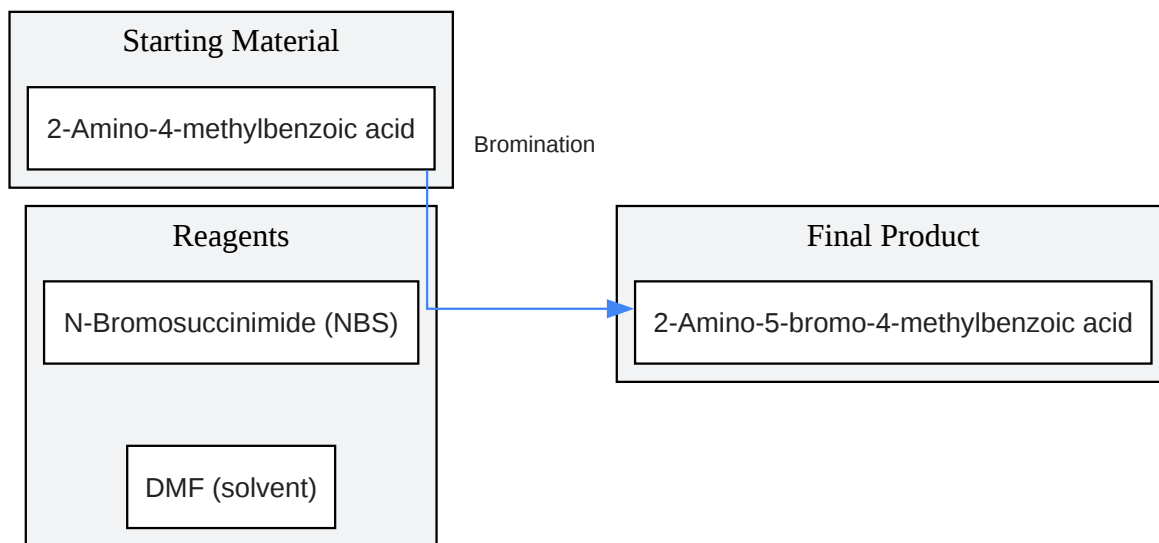 Starting Material
2-Amino-4-methylbenzoic acid
Bromination
Reagents
N-Bromosuccinimide (NBS)
DMF (solvent)
Final Product
2-Amino-5-bromo-4-methylbenzoic acid